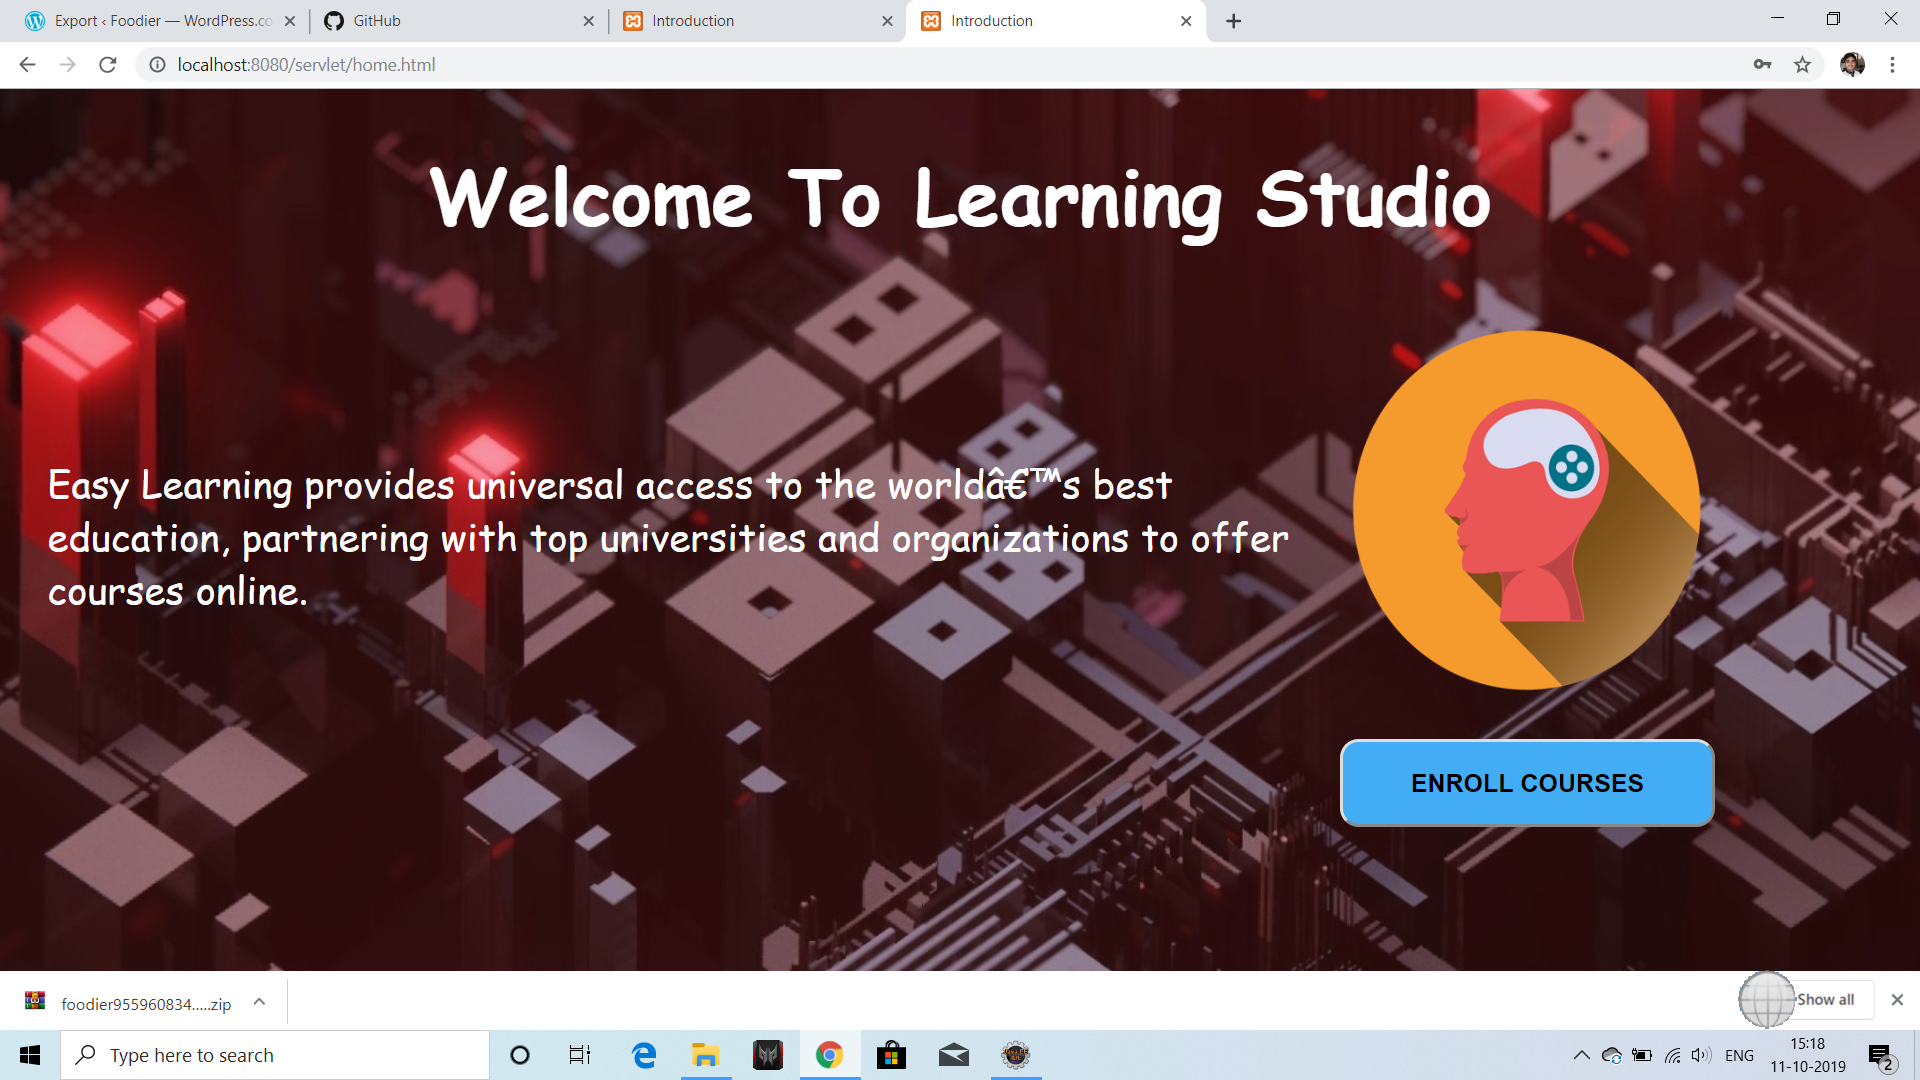 Export ‹ Foodier — WordPress.co
GitHub
Introduction
Introduction
localhost:8080/servlet/home.html
Welcome To Learning Studio
Easy Learning provides universal access to the worldâ€™s best
education, partnering with top universities and organizations to offer
courses online.
ENROLL COURSES
foodier955960834.....zip
Show all
Type here to search
ENG
15:18
11-10-2019
2